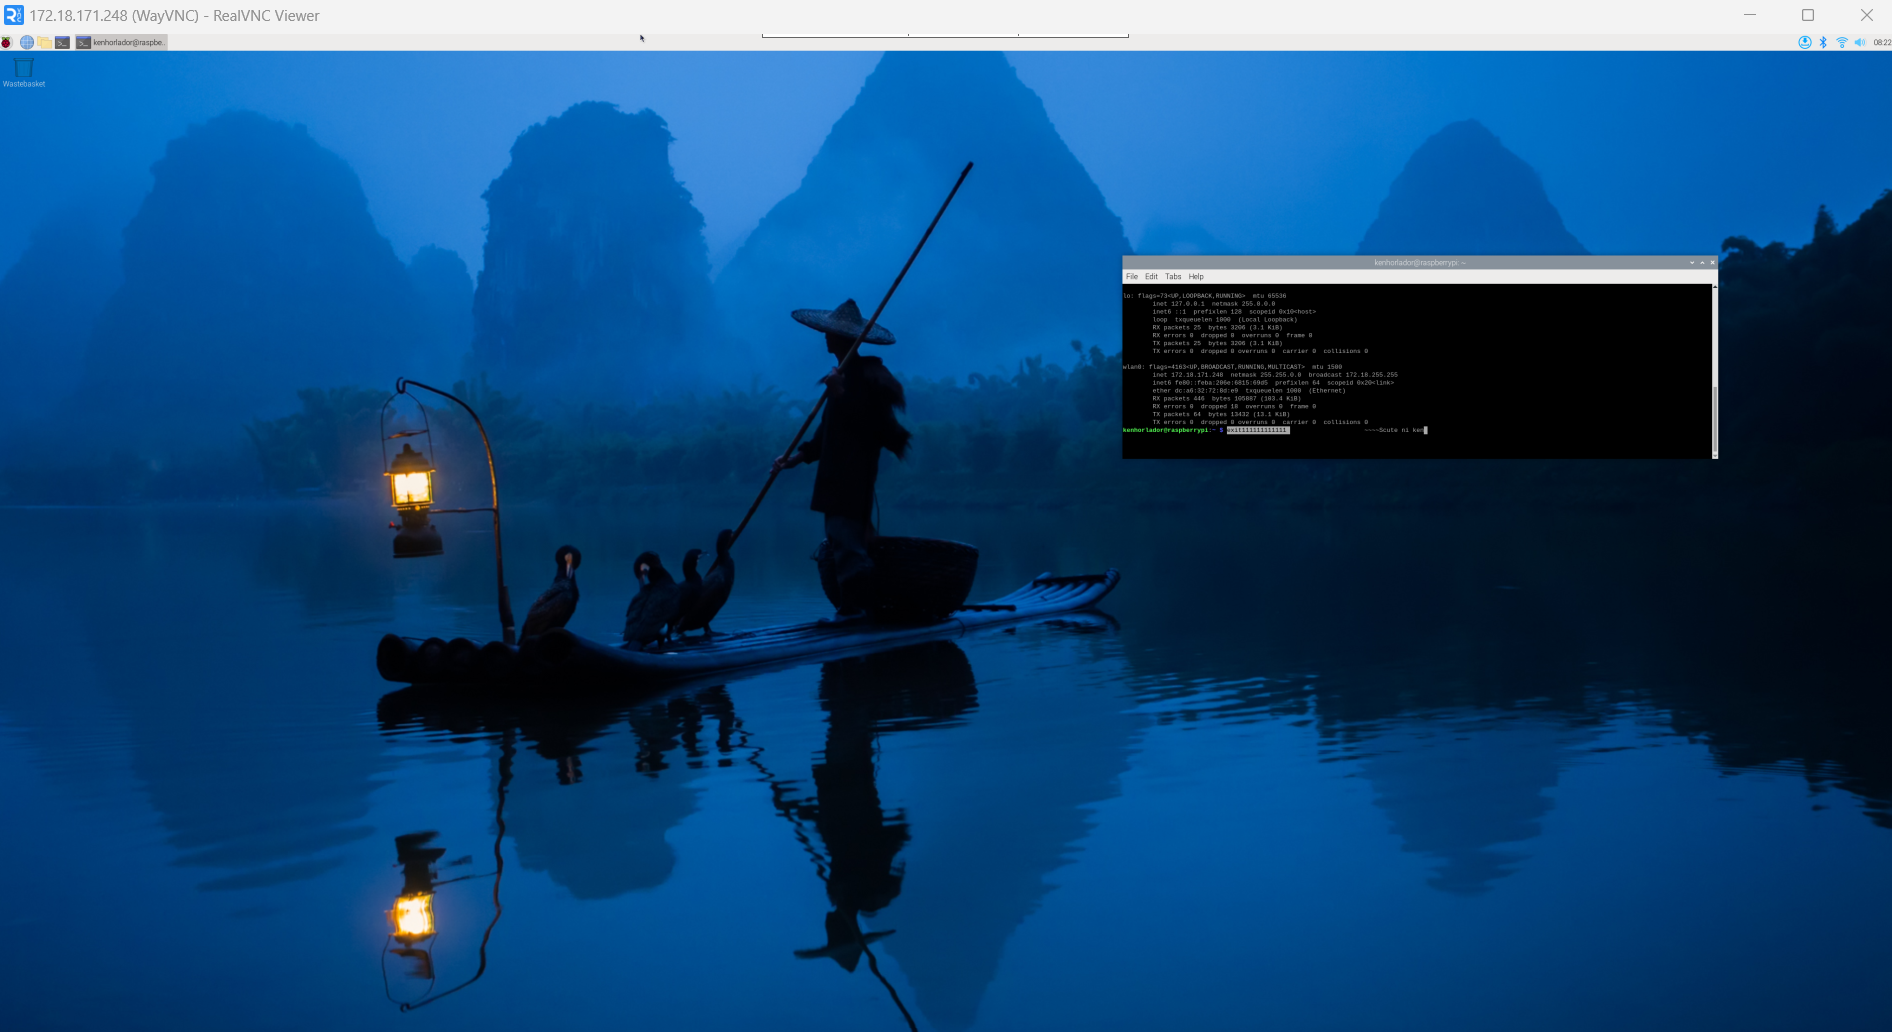 172.18.171.248 (WayVNC) - RealVNC Viewer
kenhorlador@raspbe..
08:22
Wastebasket
kenhorlador@raspberrypi: ~
File Edit Tabs Help
lo: flags=73<UP,LOOPBACK,RUNNING>  mtu 65536
inet 127.0.0.1  netmask 255.0.0.0
inet6 ::1  prefixlen 128  scopeid 0x10<host>
loop  txqueuelen 1000  (Local Loopback)
RX packets 25  bytes 3206 (3.1 KiB)
RX errors 0  dropped 0  overruns 0  frame 0
TX packets 25  bytes 3206 (3.1 KiB)
TX errors 0  dropped 0 overruns 0  carrier 0  collisions 0
wlan0: flags=4163<UP,BROADCAST,RUNNING,MULTICAST>  mtu 1500
inet 172.18.171.248  netmask 255.255.0.0  broadcast 172.18.255.255
inet6 fe80::feba:206e:6815:69d5  prefixlen 64  scopeid 0x20<link>
ether dc:a6:32:72:8d:e9  txqueuelen 1000  (Ethernet)
RX packets 446  bytes 105887 (103.4 KiB)
RX errors 0  dropped 18  overruns 0  frame 0
TX packets 64  bytes 13432 (13.1 KiB)
TX errors 0  dropped 0 overruns 0  carrier 0  collisions 0
kenhorlador@raspberrypi:~ $ ~~~~Scute ni ken